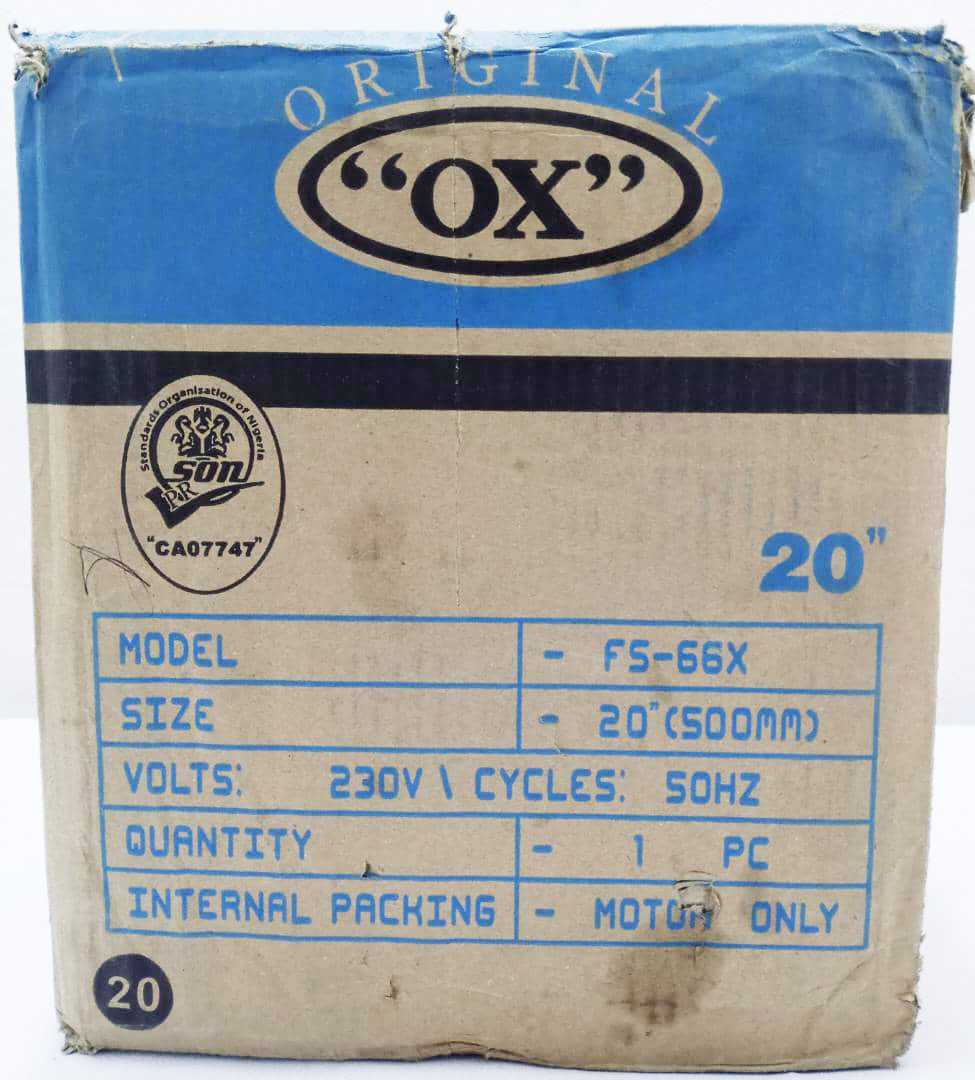 ORIGINAL
“OX”
Standards Organisation of Nigeria
SON
PR
“CA07747”
20”
MODEL - FS-66X
SIZE - 20”(500MM)
VOLTS: 230V \ CYCLES: 50HZ
QUANTITY - 1 PC
INTERNAL PACKING - MOTOR ONLY
20